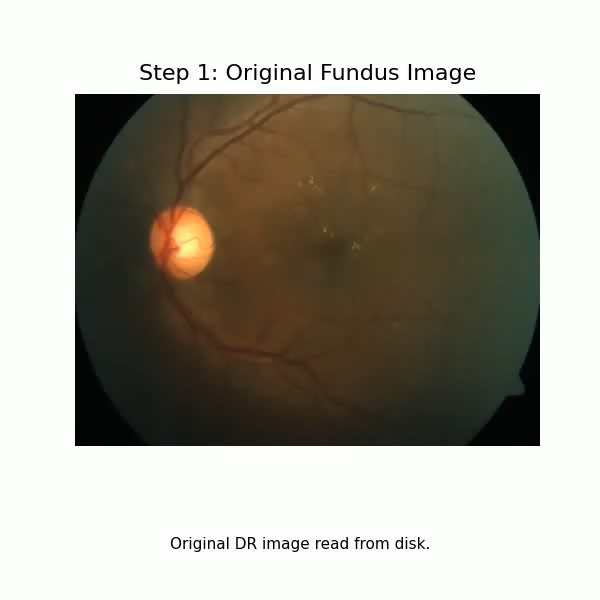 Step 1: Original Fundus Image
Original DR image read from disk.